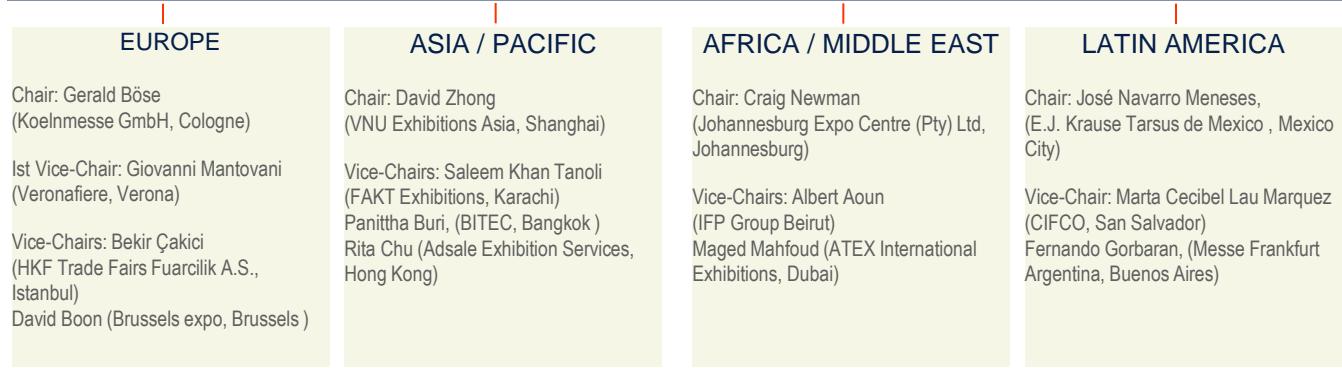 EUROPE
Chair: Gerald Böse
(Koelnmesse GmbH, Cologne)
Ist Vice-Chair: Giovanni Mantovani
(Veronafiere, Verona)
Vice-Chairs: Bekir Çakici
(HKF Trade Fairs Fuarcilik A.S.,
Istanbul)
David Boon (Brussels expo, Brussels )
ASIA / PACIFIC
Chair: David Zhong
(VNU Exhibitions Asia, Shanghai)
Vice-Chairs: Saleem Khan Tanoli
(FAKT Exhibitions, Karachi)
Panittha Buri, (BITEC, Bangkok )
Rita Chu (Adsale Exhibition Services,
Hong Kong)
AFRICA / MIDDLE EAST
Chair: Craig Newman
(Johannesburg Expo Centre (Pty) Ltd,
Johannesburg)
Vice-Chairs: Albert Aoun
(IFP Group Beirut)
Maged Mahfoud (ATEX International
Exhibitions, Dubai)
LATIN AMERICA
Chair: José Navarro Meneses,
(E.J. Krause Tarsus de Mexico , Mexico
City)
Vice-Chair: Marta Cecibel Lau Marquez
(CIFCO, San Salvador)
Fernando Gorbaran, (Messe Frankfurt
Argentina, Buenos Aires)